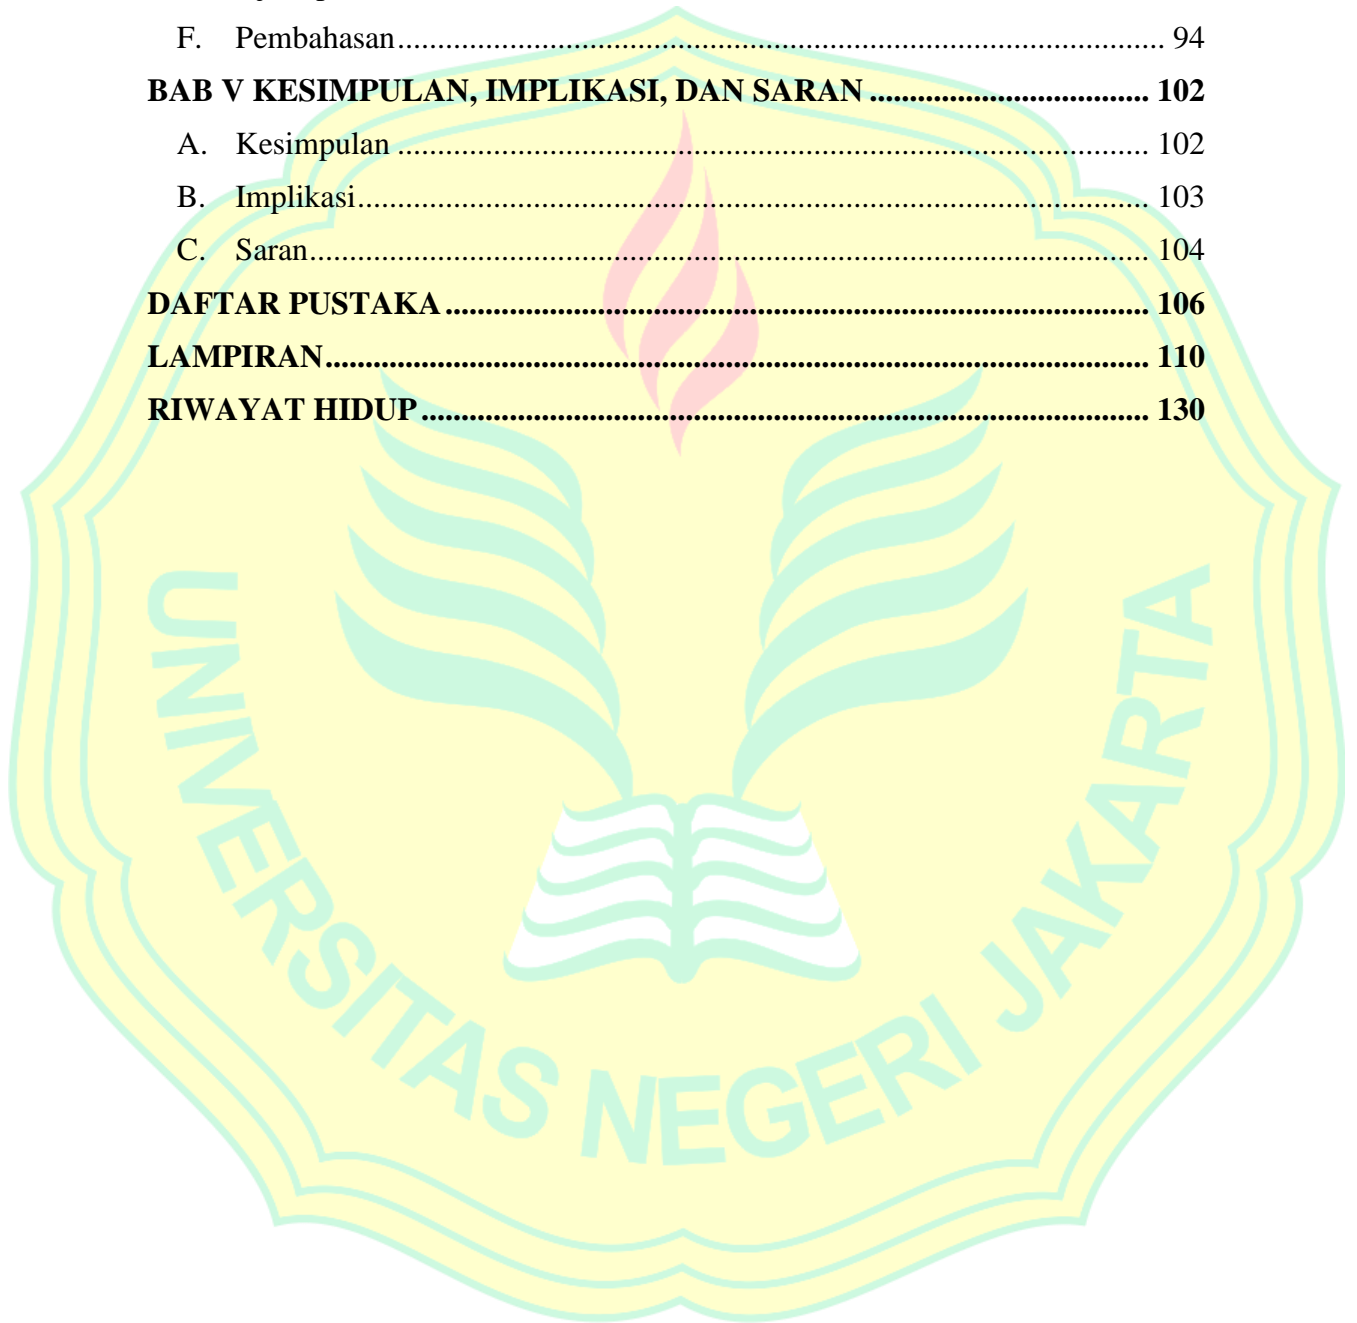 F. Pembahasan................................................................................................ 94
BAB V KESIMPULAN, IMPLIKASI, DAN SARAN ................................... 102
A. Kesimpulan .............................................................................................. 102
B. Implikasi................................................................................................... 103
C. Saran......................................................................................................... 104
DAFTAR PUSTAKA ........................................................................................ 106
LAMPIRAN....................................................................................................... 110
RIWAYAT HIDUP ........................................................................................... 130
UNIVERSITAS NEGERI JAKARTA